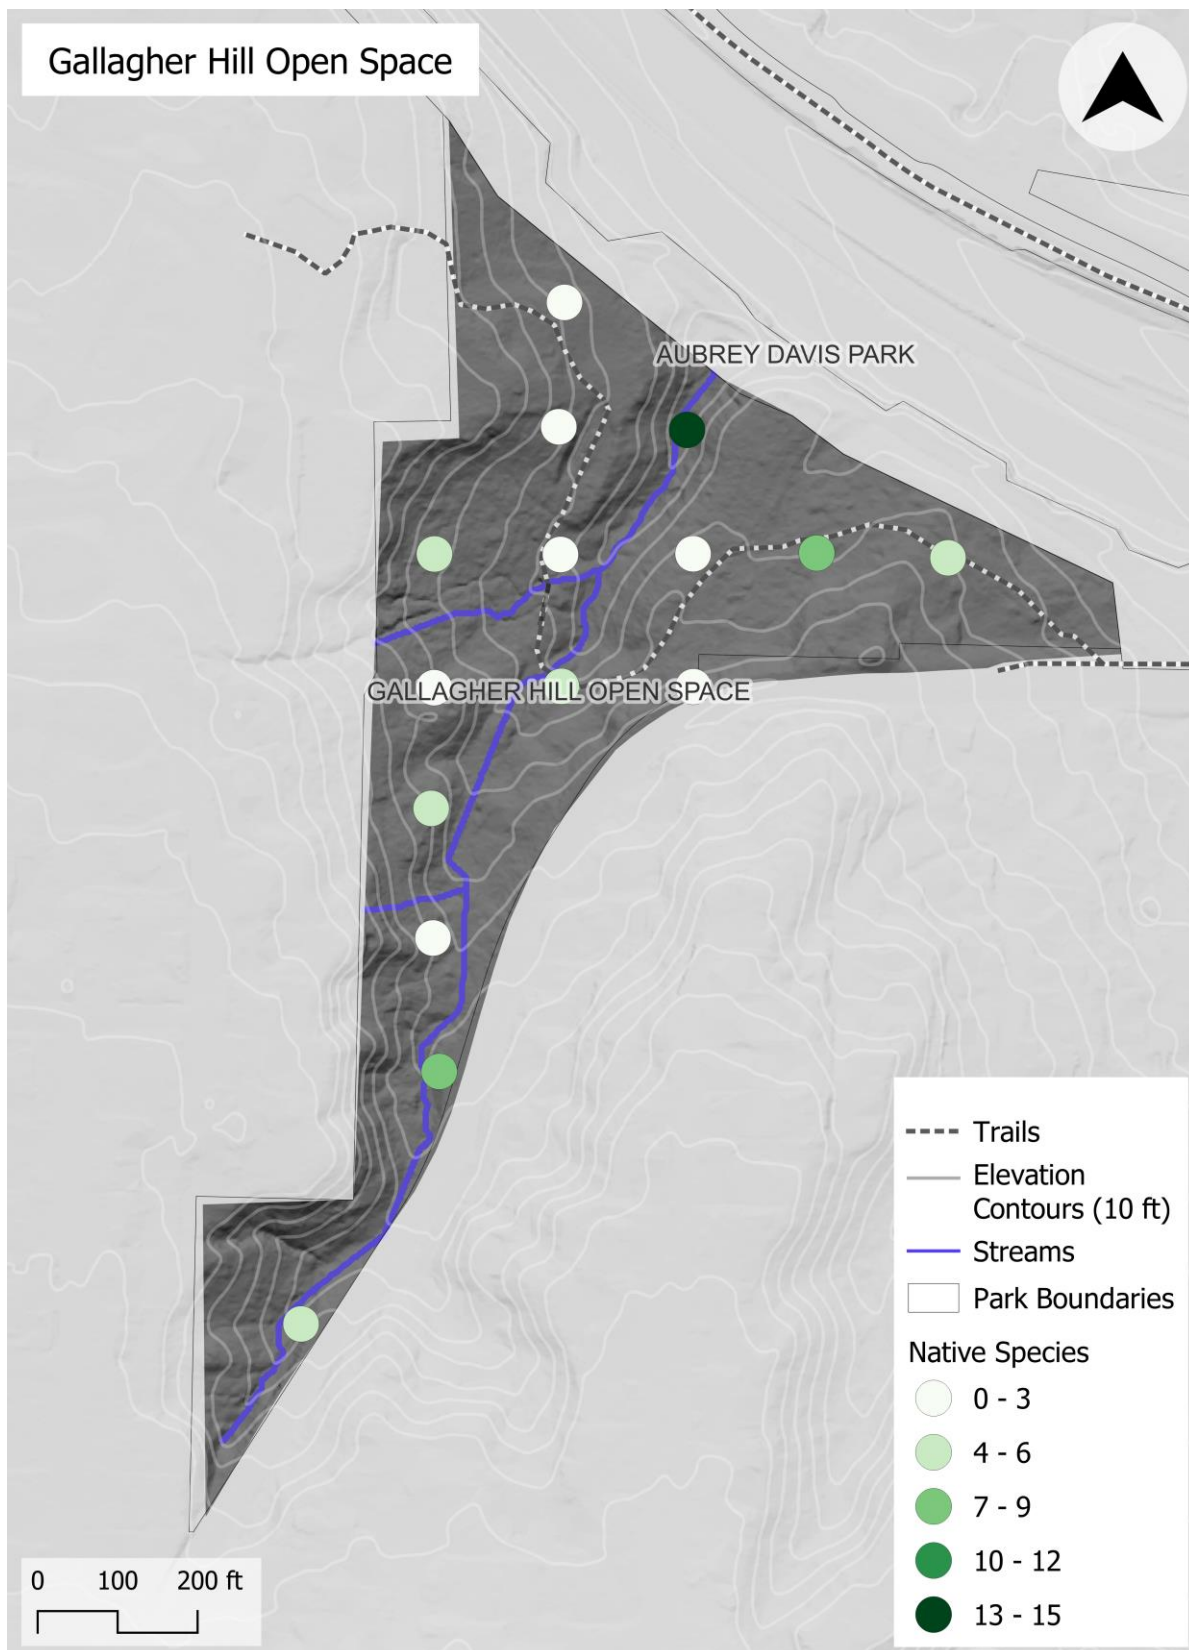 Gallagher Hill Open Space
AUBREY DAVIS PARK
GALLAGHER HILL OPEN SPACE
Trails
Elevation
Contours (10 ft)
Streams
Park Boundaries
Native Species
0 - 3
4 - 6
7 - 9
10 - 12
13 - 15
0 100 200 ft